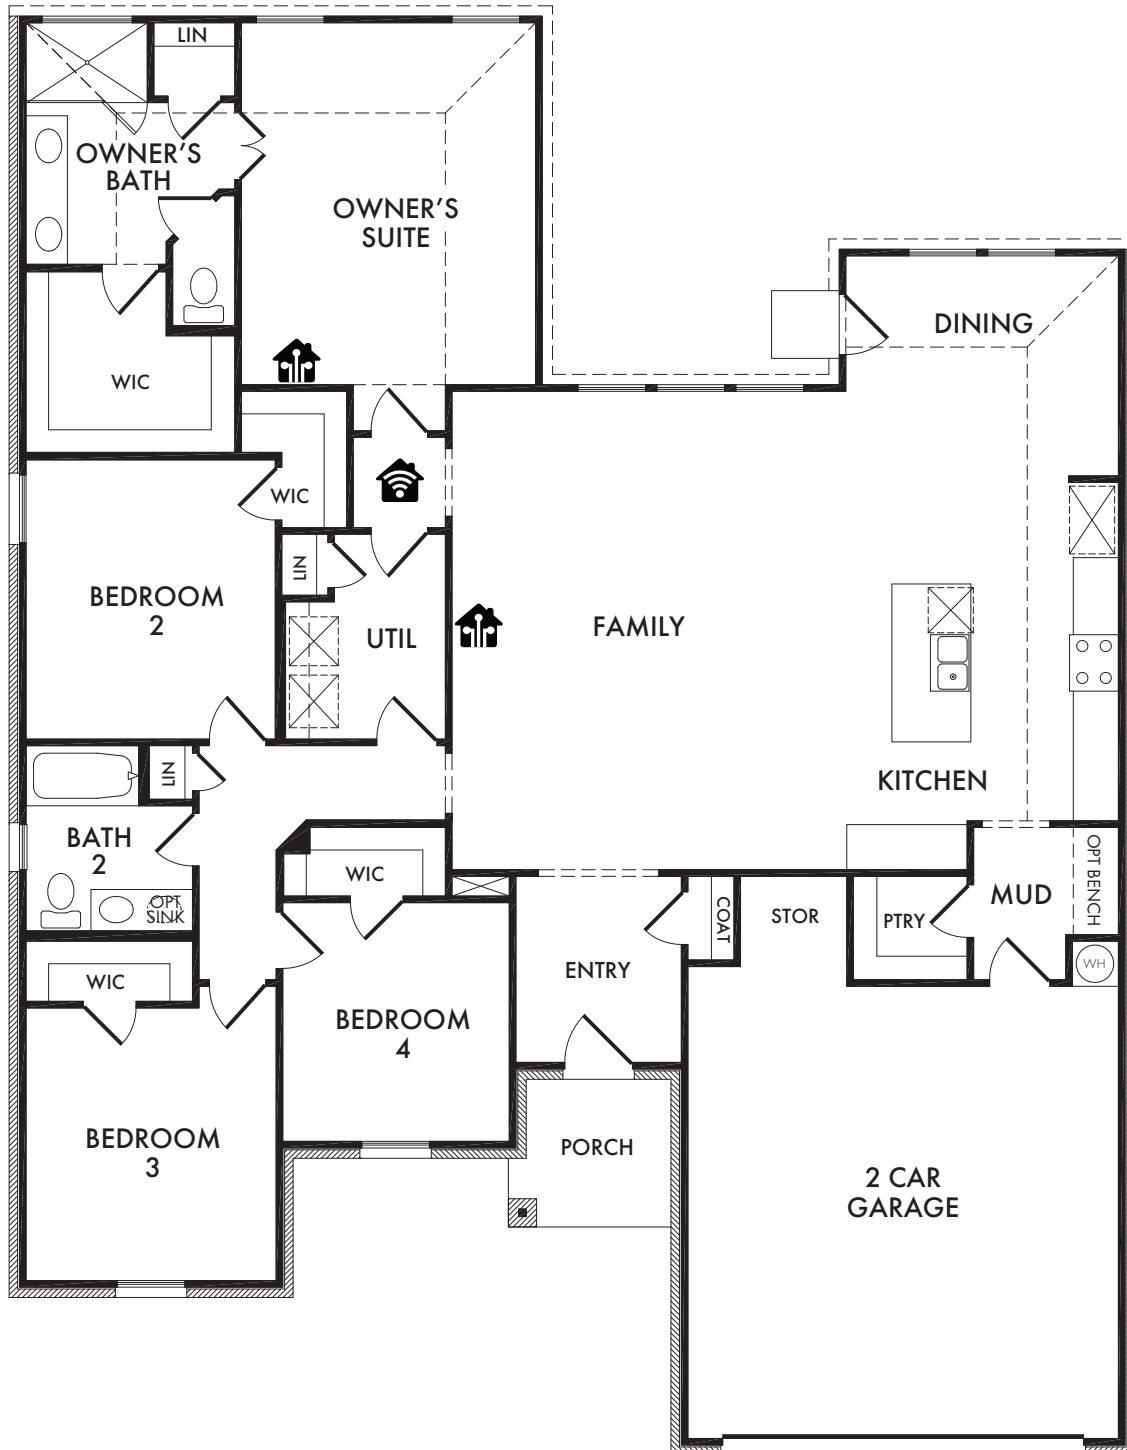 LIN
OWNER'S
BATH
OWNER'S
SUITE
DINING
WIC
WIC
LIN
BEDROOM
2
UTIL
FAMILY
LIN
KITCHEN
BATH
2
OPT
SINK
WIC
OPT BENCH
MUD
COAT
STOR
PTRY
WH
ENTRY
WIC
BEDROOM
4
BEDROOM
3
PORCH
2 CAR
GARAGE